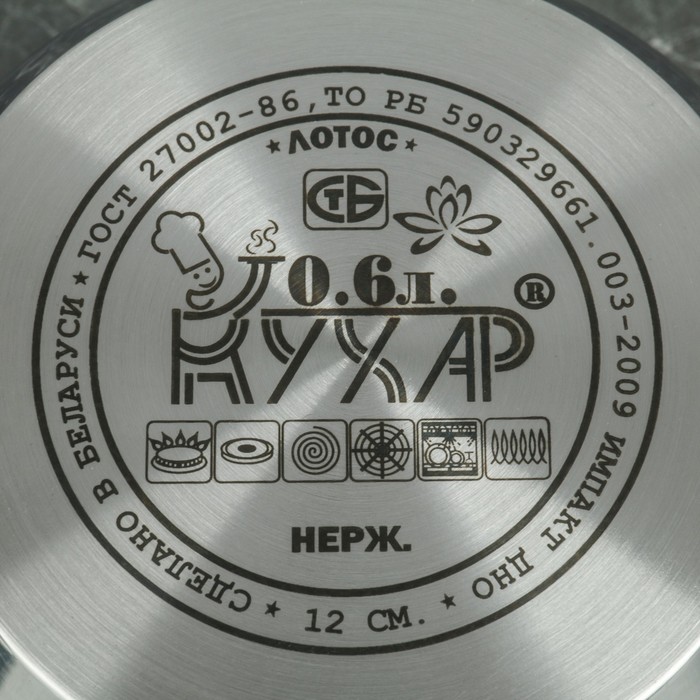 ★ ГОСТ 27002-86, ТО РБ 590329661.003-2009 ИМПАКТ ДНО ★ 12 СМ. ★ СДЕЛАНО В БЕЛАРУСИ
★ЛОТОС★
СТБ
0.6л.
КУХАР ®
НЕРЖ.